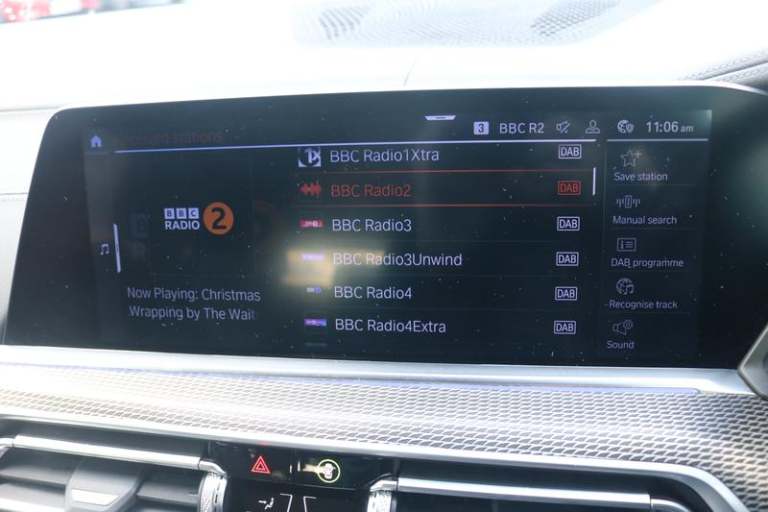 3 BBC R2 11:06 am
stations
BBC Radio1Xtra DAB
BBC Radio2 DAB
BBC Radio3 DAB
BBC Radio3Unwind DAB
BBC Radio4 DAB
BBC Radio4Extra DAB
BBC
RADIO 2
Now Playing: Christmas
Wrapping by The Wait
Save station
Manual search
DAB programme
Recognise track
Sound